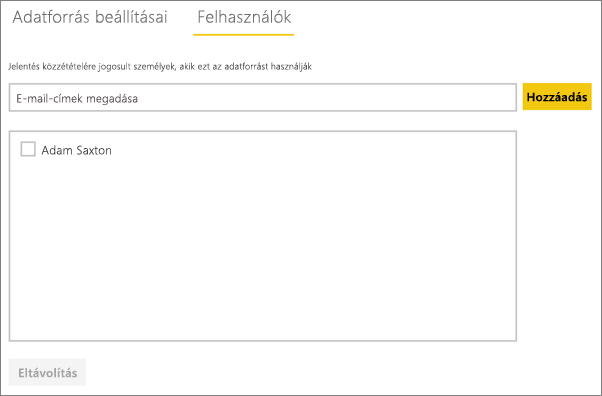 Adatforrás beállításai Felhasználók
Jelentés közzétételére jogosult személyek, akik ezt az adatforrást használják
E-mail-címek megadása Hozzáadás
Adam Saxton
Eltávolítás